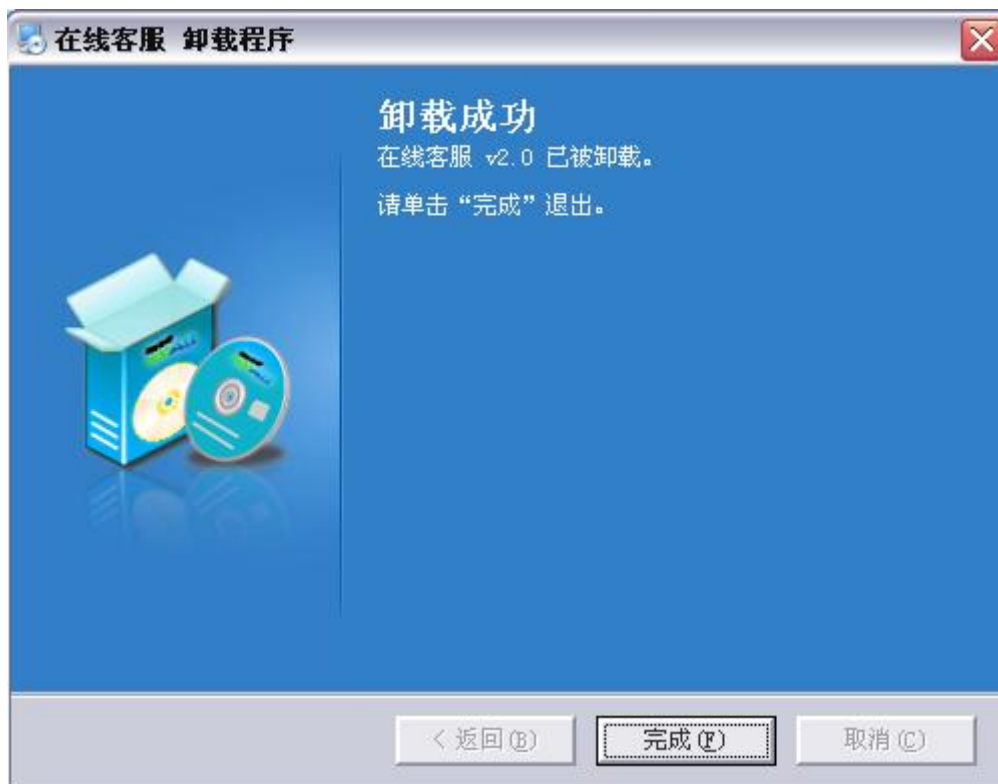 在线客服 卸载程序
卸载成功
在线客服 v2.0 已被卸载。
请单击“完成”退出。
< 返回(B)
完成(F)
取消(C)